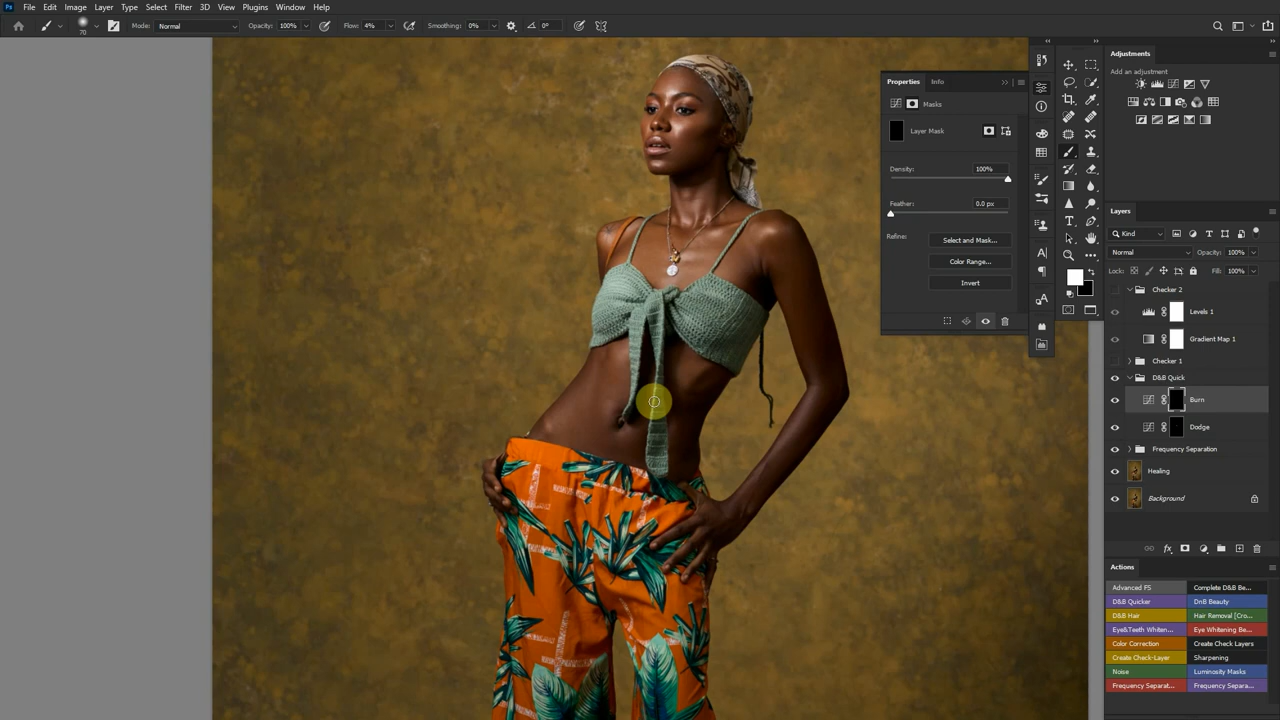 Ps File Edit Image Layer Type Select Filter 3D View Plugins Window Help
70 Mode: Normal Opacity: 100% Flow: 4% Smoothing: 0% 0°
Properties Info
Masks
Layer Mask
Density: 100%
Feather: 0.0 px
Refine: Select and Mask...
Color Range...
Invert
Adjustments
Add an adjustment
Layers
Kind
Normal Opacity: 100%
Lock: Fill: 100%
Checker 2
Levels 1
Gradient Map 1
Checker 1
D&B Quick
Burn
Dodge
Frequency Separation
Healing
Background
Actions
Advanced FS Complete D&B Be...
D&B Quicker DnB Beauty
D&B Hair Hair Removal [Cro...
Eye&Teeth Whiten... Eye Whitening Be...
Color Correction Create Check Layers
Create Check-Layer Sharpening
Noise Luminosity Masks
Frequency Separat... Frequency Separa...